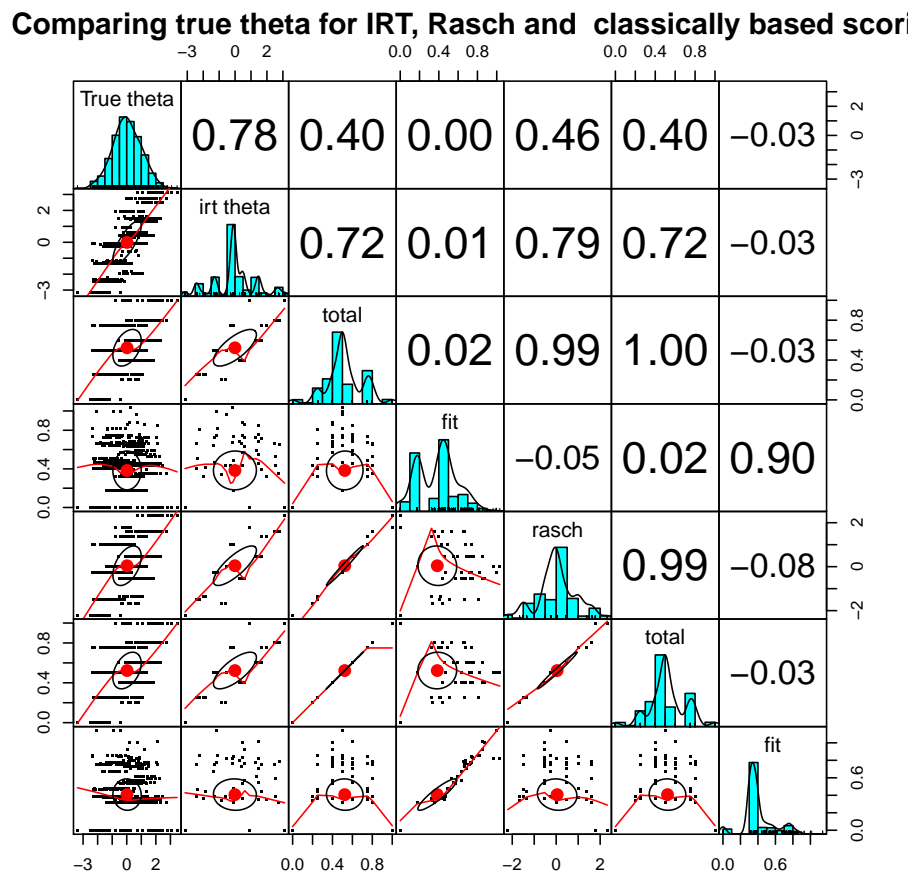 Comparing true theta for IRT, Rasch and  classically based scori
−3 0 2 0.0 0.4 0.8 0.0 0.4 0.8
True theta 0.78 0.40 0.00 0.46 0.40 −0.03 −3 0 2
−3 0 2 irt theta 0.72 0.01 0.79 0.72 −0.03
total 0.02 0.99 1.00 −0.03 0.0 0.4 0.8
0.0 0.4 0.8 fit −0.05 0.02 0.90
rasch 0.99 −0.08 −2 0 2
0.0 0.4 0.8 total −0.03
fit 0.0 0.6
−3 0 2 0.0 0.4 0.8 −2 0 2 0.0 0.6